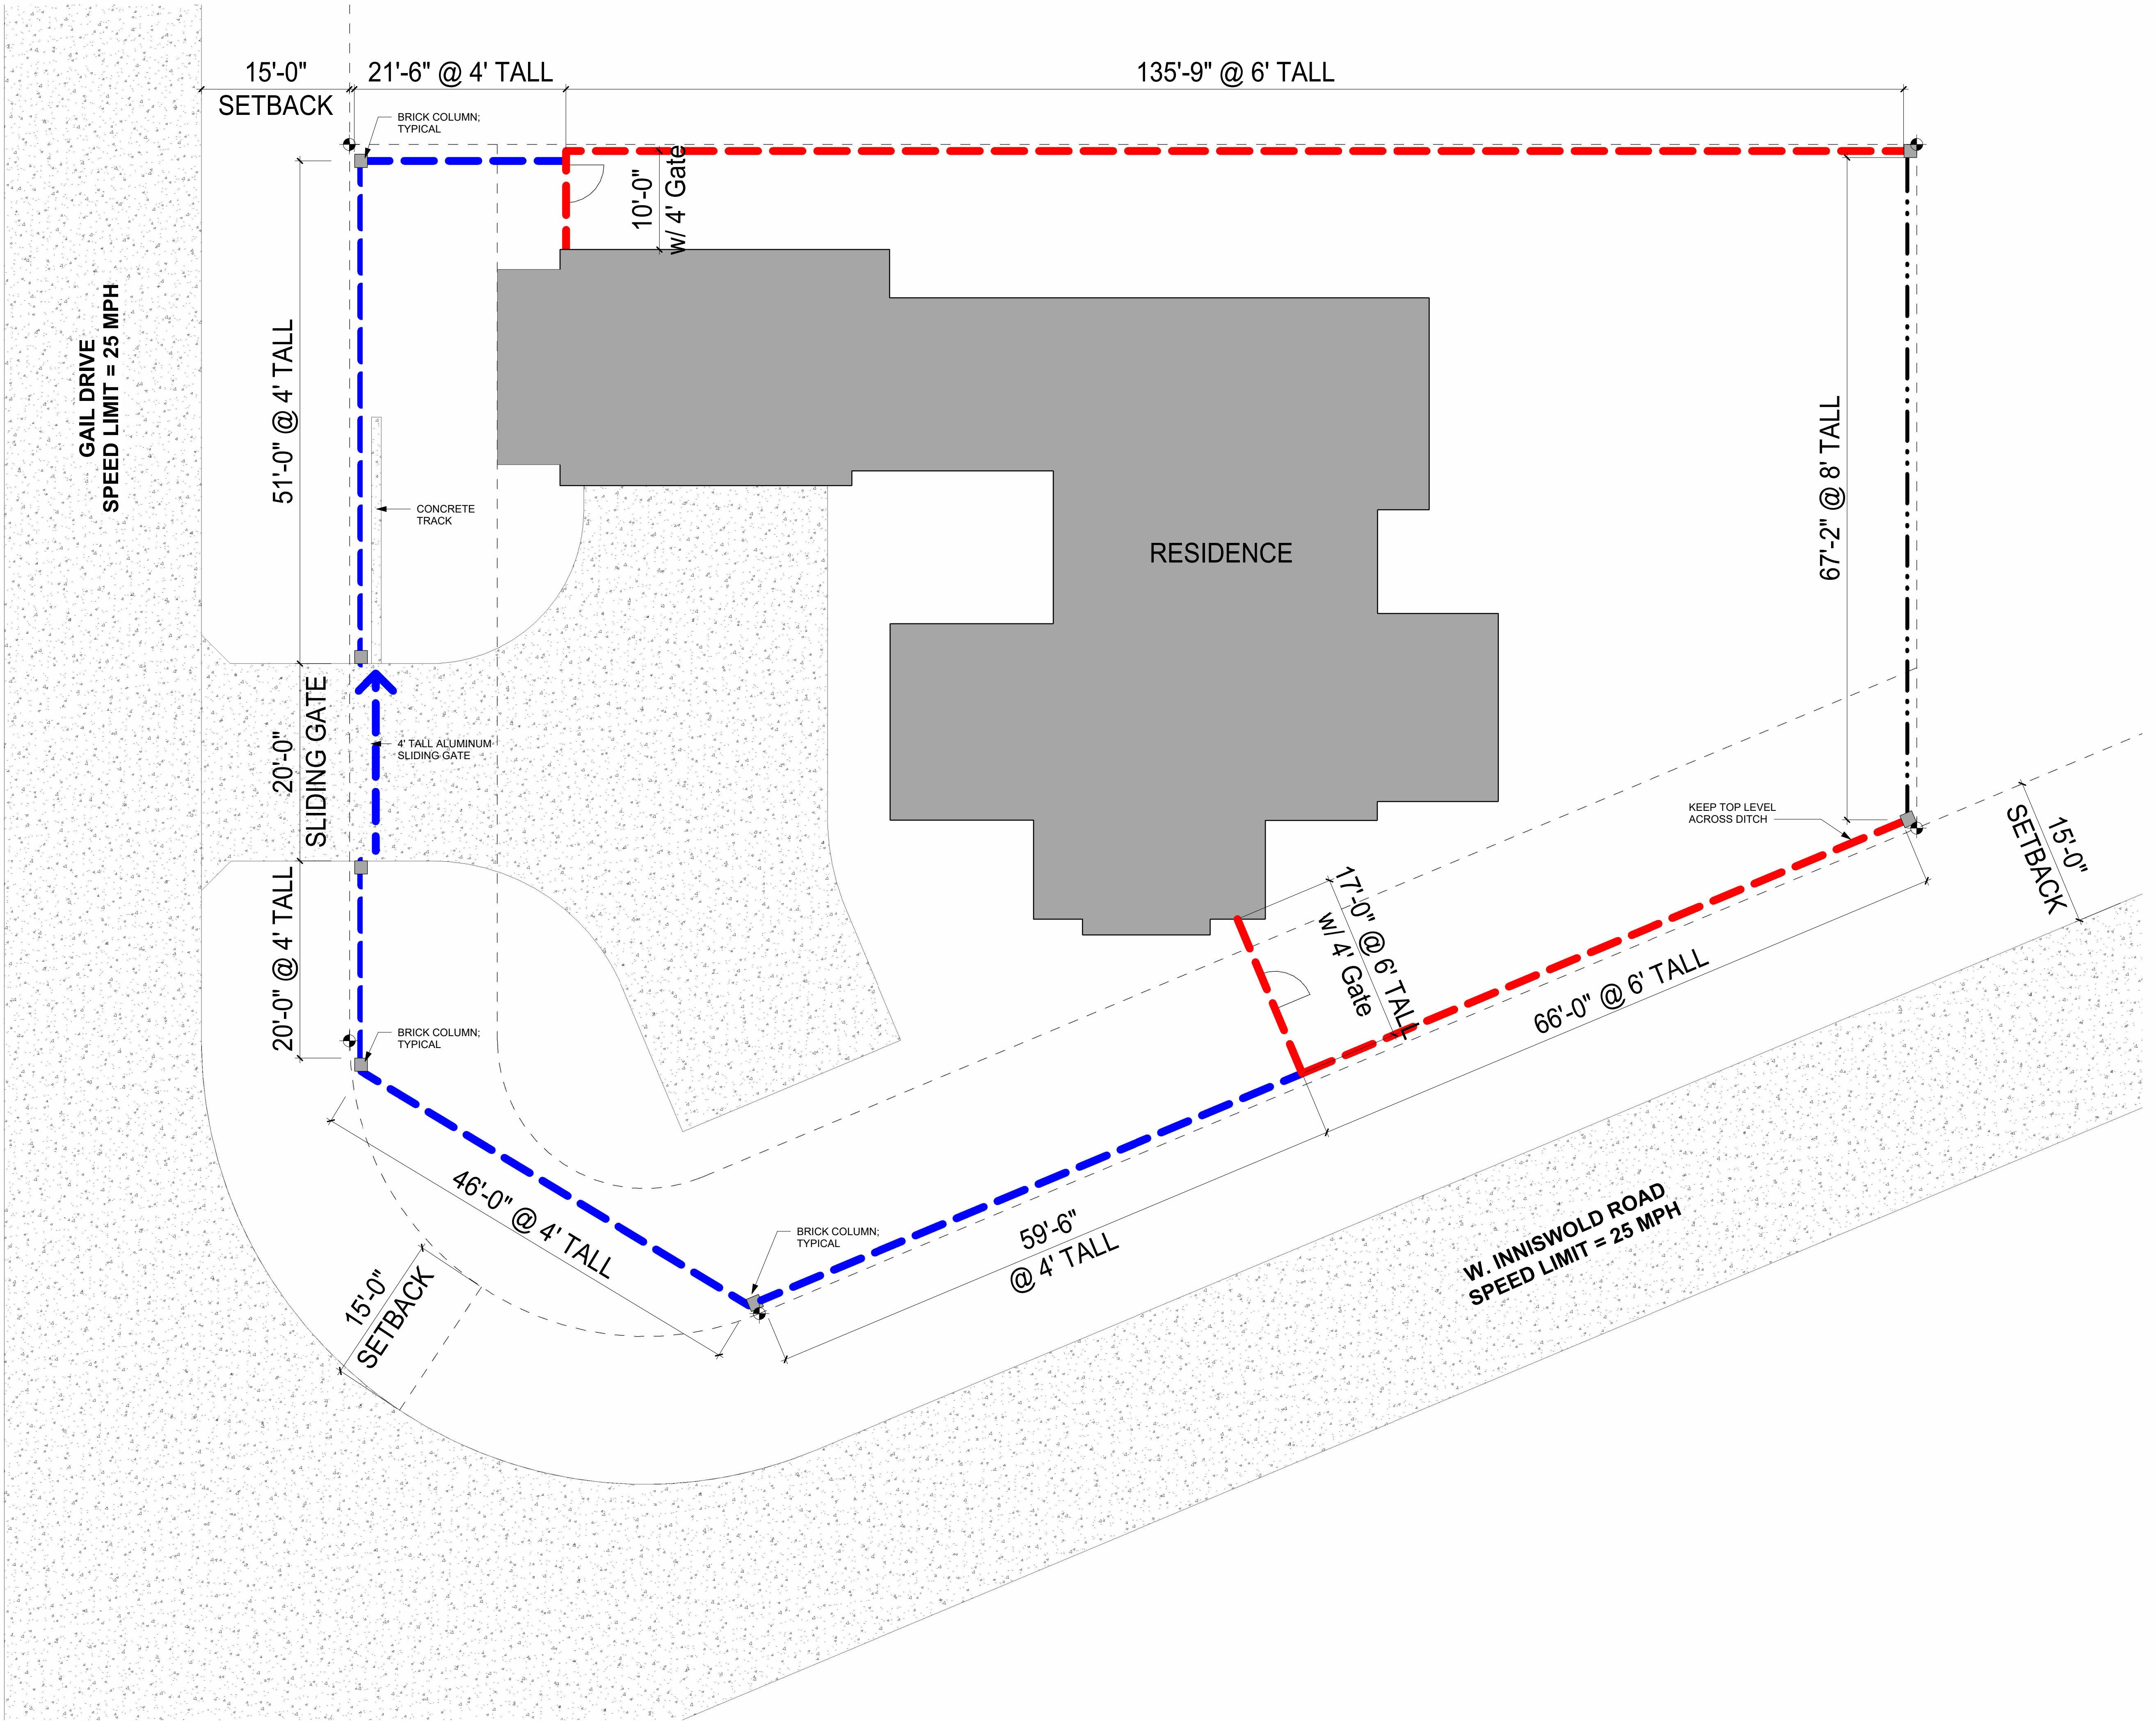 15'-0"
SETBACK
21'-6" @ 4' TALL
135'-9" @ 6' TALL
BRICK COLUMN;
TYPICAL
10'-0"
w/ 4' Gate
GAIL DRIVE
SPEED LIMIT = 25 MPH
51'-0" @ 4' TALL
CONCRETE
TRACK
RESIDENCE
67'-2" @ 8' TALL
20'-0"
SLIDING GATE
4' TALL ALUMINUM
SLIDING GATE
KEEP TOP LEVEL
ACROSS DITCH
15'-0"
SETBACK
20'-0" @ 4' TALL
17'-0" @ 6' TALL
w/ 4' Gate
66'-0" @ 6' TALL
BRICK COLUMN;
TYPICAL
46'-0" @ 4' TALL
BRICK COLUMN;
TYPICAL
59'-6"
@ 4' TALL
W. INNISWOLD ROAD
SPEED LIMIT = 25 MPH
15'-0"
SETBACK